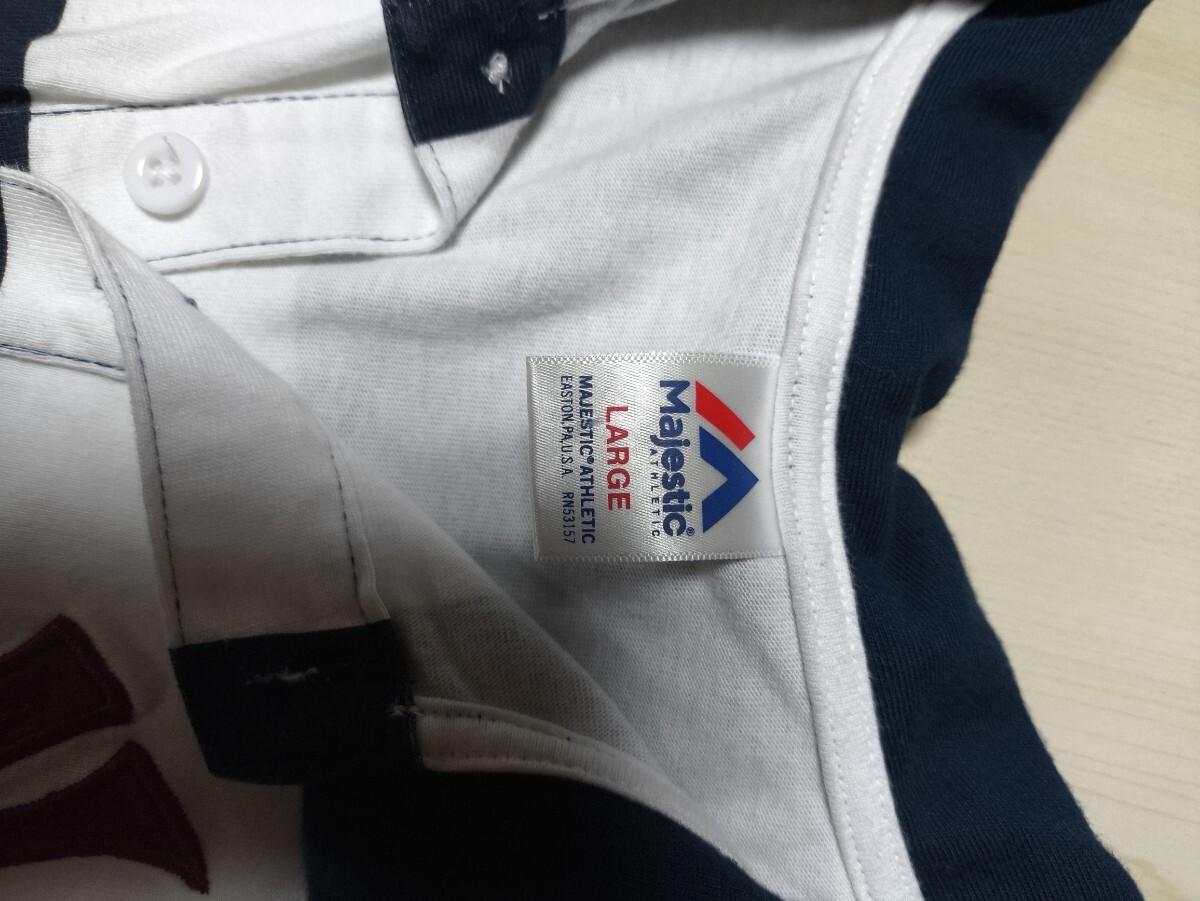 Majestic®
ATHLETIC
LARGE
MAJESTIC® ATHLETIC
EASTON, PA, U.S.A. RN53157